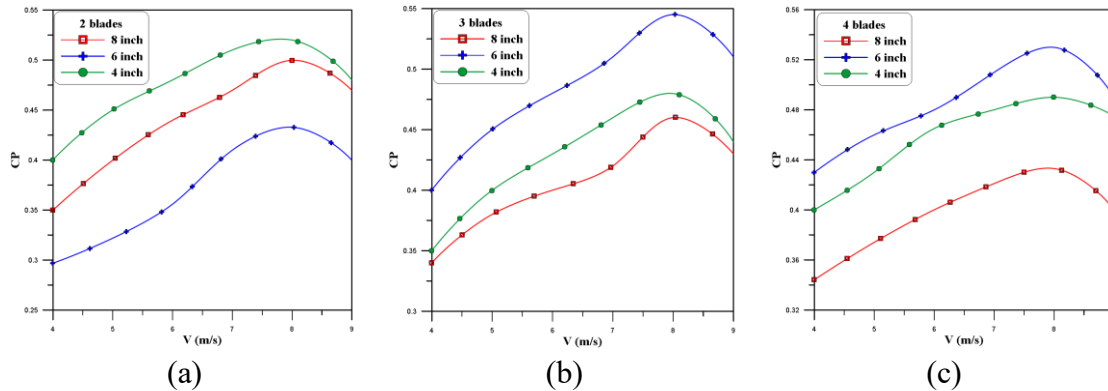 2 blades
8 inch
6 inch
4 inch
CP
0.55
0.5
0.45
0.4
0.35
0.3
0.25
4 5 6 7 8 9
V (m/s)
(a)
3 blades
8 inch
6 inch
4 inch
CP
0.55
0.5
0.45
0.4
0.35
0.3
4 5 6 7 8 9
V (m/s)
(b)
4 blades
8 inch
6 inch
4 inch
CP
0.56
0.52
0.48
0.44
0.4
0.36
0.32
4 5 6 7 8
V (m/s)
(c)